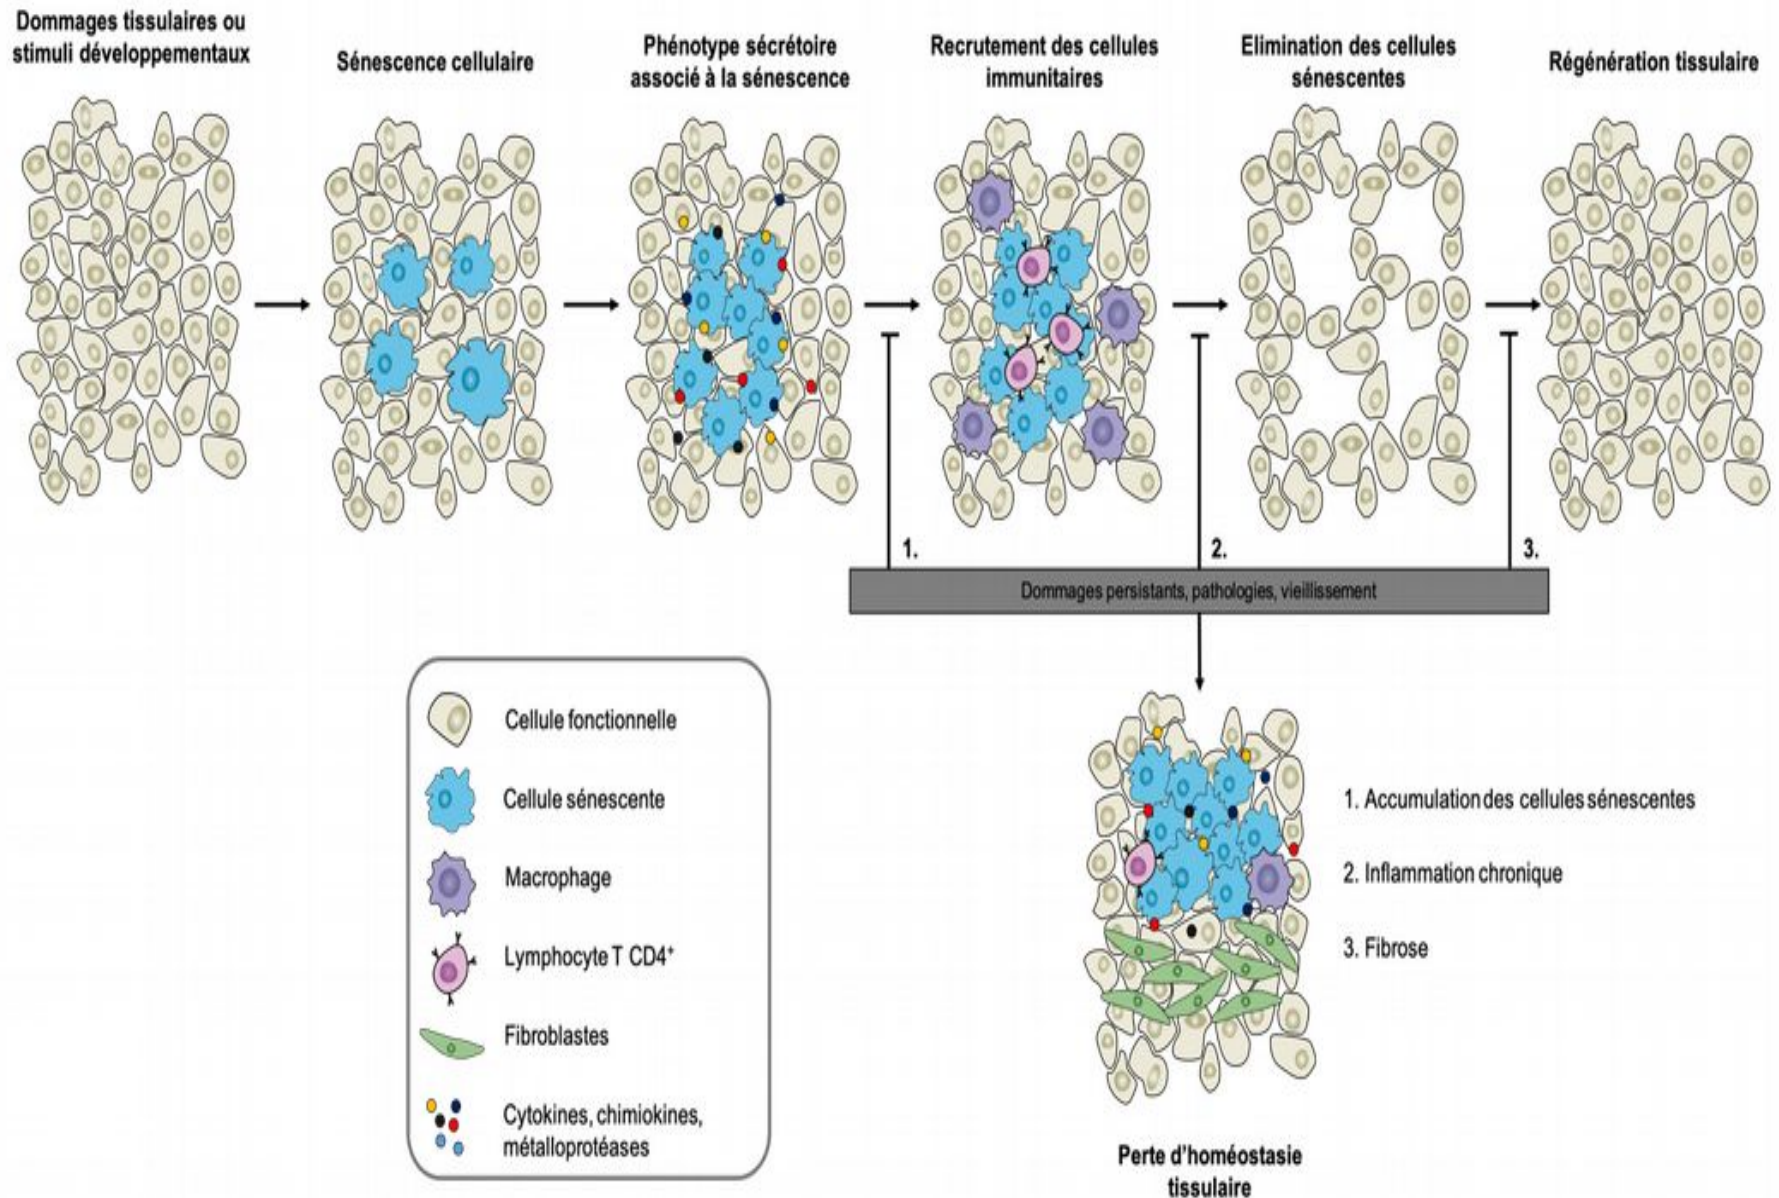 Dommages tissulaires ou
stimuli développementaux
Sénescence cellulaire
Phénotype sécrétoire
associé à la sénescence
Recrutement des cellules
immunitaires
Elimination des cellules
sénescentes
Régénération tissulaire
1.
2.
3.
Dommages persistants, pathologies, vieillissement
Cellule fonctionnelle
Cellule sénescente
Macrophage
Lymphocyte T CD4⁺
Fibroblastes
Cytokines, chimiokines,
métalloprotéases
1. Accumulation des cellules sénescentes
2. Inflammation chronique
3. Fibrose
Perte d'homéostasie
tissulaire